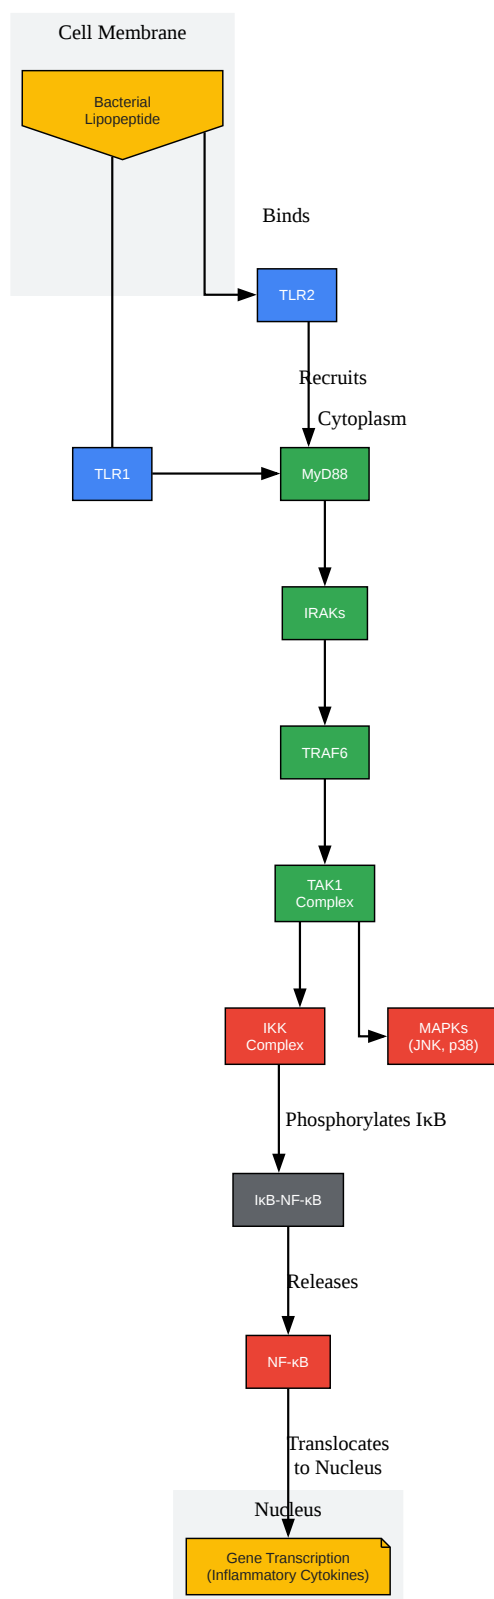 Cell Membrane
Bacterial
Lipopeptide
Binds
TLR2
Recruits
Cytoplasm
TLR1
MyD88
IRAKs
TRAF6
TAK1
Complex
IKK
Complex
MAPKs
(JNK, p38)
Phosphorylates IκB
IκB-NF-κB
Releases
NF-κB
Translocates
to Nucleus
Nucleus
Gene Transcription
(Inflammatory Cytokines)